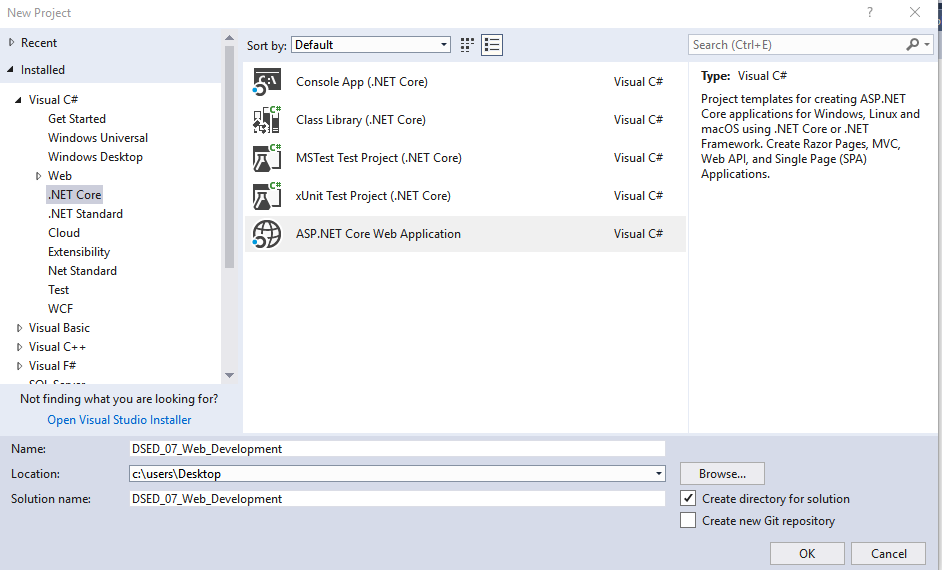 New Project
?
Recent
Installed
Visual C#
Get Started
Windows Universal
Windows Desktop
Web
.NET Core
.NET Standard
Cloud
Extensibility
Net Standard
Test
WCF
Visual Basic
Visual C++
Visual F#
SQL Server
Not finding what you are looking for?
Open Visual Studio Installer
Sort by: Default
Console App (.NET Core) Visual C#
Class Library (.NET Core) Visual C#
MSTest Test Project (.NET Core) Visual C#
xUnit Test Project (.NET Core) Visual C#
ASP.NET Core Web Application Visual C#
Search (Ctrl+E)
Type: Visual C#
Project templates for creating ASP.NET
Core applications for Windows, Linux and
macOS using .NET Core or .NET
Framework. Create Razor Pages, MVC,
Web API, and Single Page (SPA)
Applications.
Name: DSED_07_Web_Development
Location: c:\users\Desktop
Browse...
Solution name: DSED_07_Web_Development
Create directory for solution
Create new Git repository
OK
Cancel